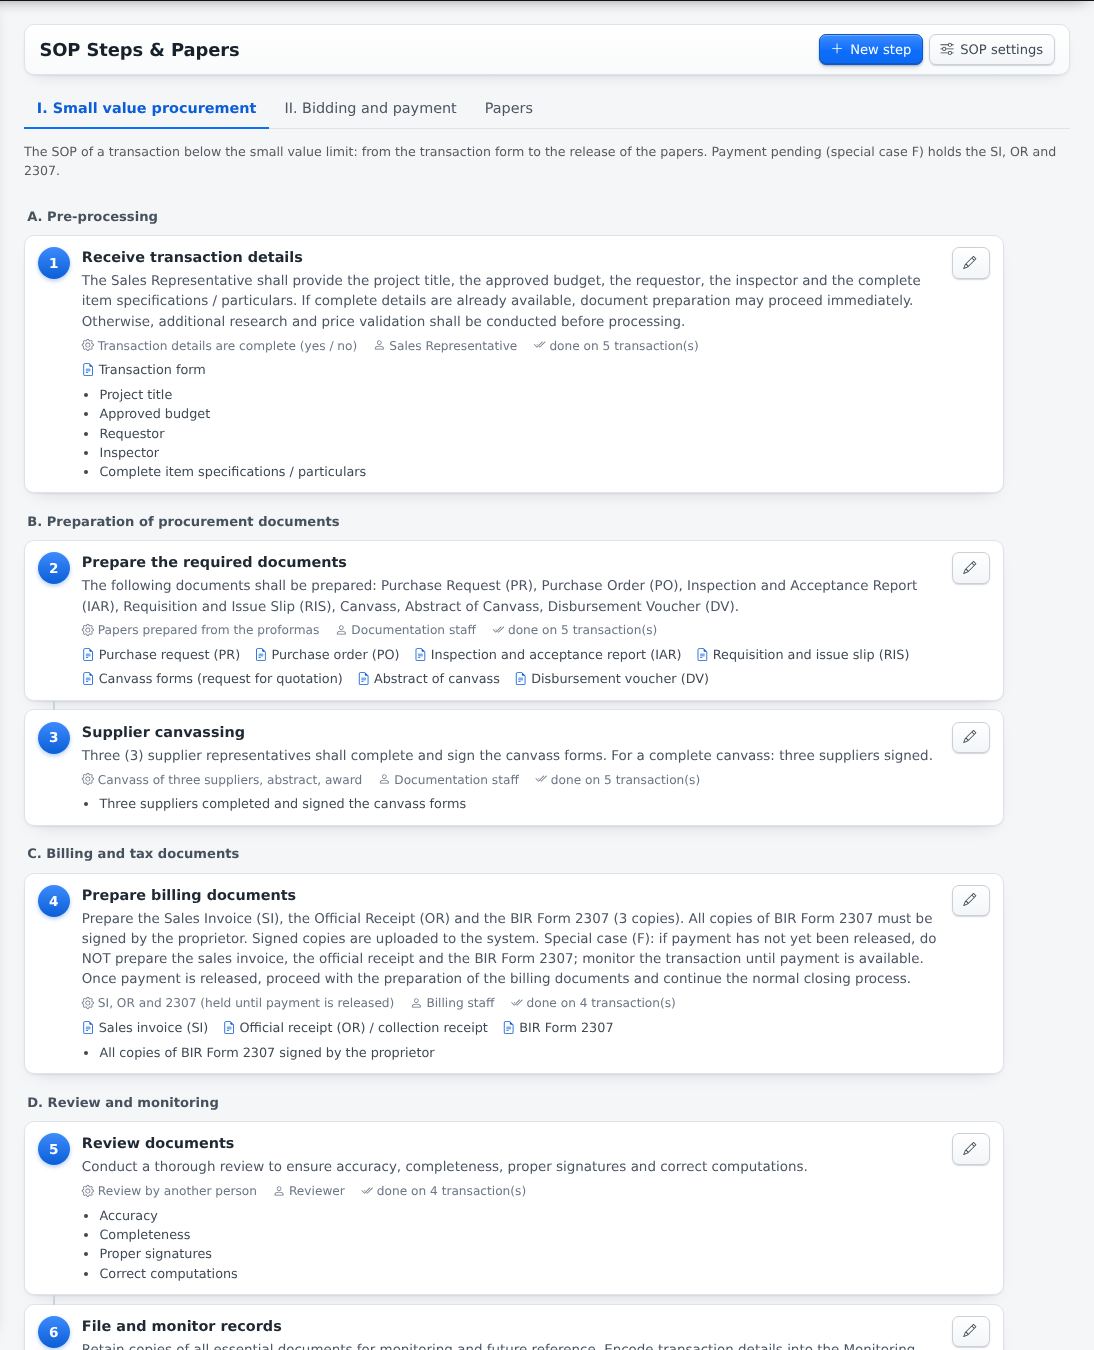 SOP Steps & Papers
New step
SOP settings
I. Small value procurement
II. Bidding and payment
Papers
The SOP of a transaction below the small value limit: from the transaction form to the release of the papers. Payment pending (special case F) holds the SI, OR and
2307.
A. Pre-processing
1
Receive transaction details
The Sales Representative shall provide the project title, the approved budget, the requestor, the inspector and the complete
item specifications / particulars. If complete details are already available, document preparation may proceed immediately.
Otherwise, additional research and price validation shall be conducted before processing.
Transaction details are complete (yes / no) Sales Representative done on 5 transaction(s)
Transaction form
• Project title
• Approved budget
• Requestor
• Inspector
• Complete item specifications / particulars
B. Preparation of procurement documents
2
Prepare the required documents
The following documents shall be prepared: Purchase Request (PR), Purchase Order (PO), Inspection and Acceptance Report
(IAR), Requisition and Issue Slip (RIS), Canvass, Abstract of Canvass, Disbursement Voucher (DV).
Papers prepared from the proformas Documentation staff done on 5 transaction(s)
Purchase request (PR) Purchase order (PO) Inspection and acceptance report (IAR) Requisition and issue slip (RIS)
Canvass forms (request for quotation) Abstract of canvass Disbursement voucher (DV)
3
Supplier canvassing
Three (3) supplier representatives shall complete and sign the canvass forms. For a complete canvass: three suppliers signed.
Canvass of three suppliers, abstract, award Documentation staff done on 5 transaction(s)
• Three suppliers completed and signed the canvass forms
C. Billing and tax documents
4
Prepare billing documents
Prepare the Sales Invoice (SI), the Official Receipt (OR) and the BIR Form 2307 (3 copies). All copies of BIR Form 2307 must be
signed by the proprietor. Signed copies are uploaded to the system. Special case (F): if payment has not yet been released, do
NOT prepare the sales invoice, the official receipt and the BIR Form 2307; monitor the transaction until payment is available.
Once payment is released, proceed with the preparation of the billing documents and continue the normal closing process.
SI, OR and 2307 (held until payment is released) Billing staff done on 4 transaction(s)
Sales invoice (SI) Official receipt (OR) / collection receipt BIR Form 2307
• All copies of BIR Form 2307 signed by the proprietor
D. Review and monitoring
5
Review documents
Conduct a thorough review to ensure accuracy, completeness, proper signatures and correct computations.
Review by another person Reviewer done on 4 transaction(s)
• Accuracy
• Completeness
• Proper signatures
• Correct computations
6
File and monitor records
Retain copies of all essential documents for monitoring and future reference. Encode transaction details into the Monitoring